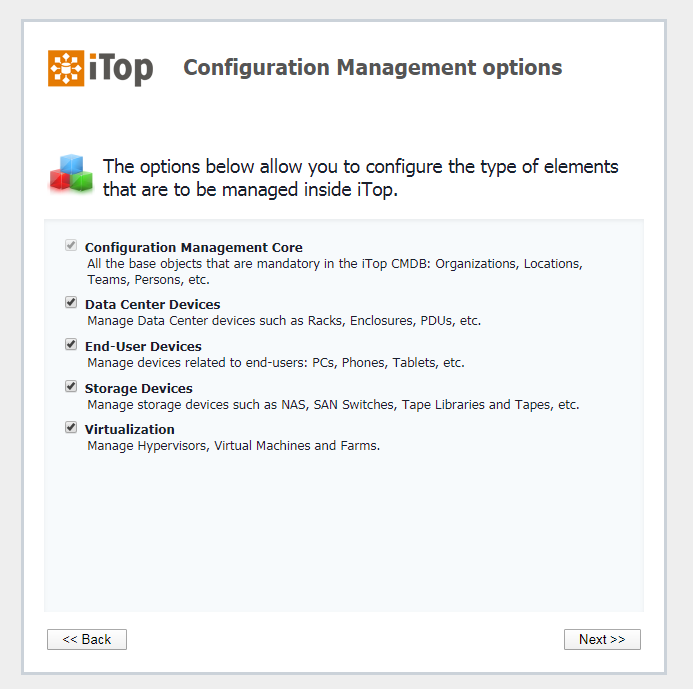 iTop
Configuration Management options
The options below allow you to configure the type of elements
that are to be managed inside iTop.
Configuration Management Core
All the base objects that are mandatory in the iTop CMDB: Organizations, Locations,
Teams, Persons, etc.
Data Center Devices
Manage Data Center devices such as Racks, Enclosures, PDUs, etc.
End-User Devices
Manage devices related to end-users: PCs, Phones, Tablets, etc.
Storage Devices
Manage storage devices such as NAS, SAN Switches, Tape Libraries and Tapes, etc.
Virtualization
Manage Hypervisors, Virtual Machines and Farms.
<< Back
Next >>